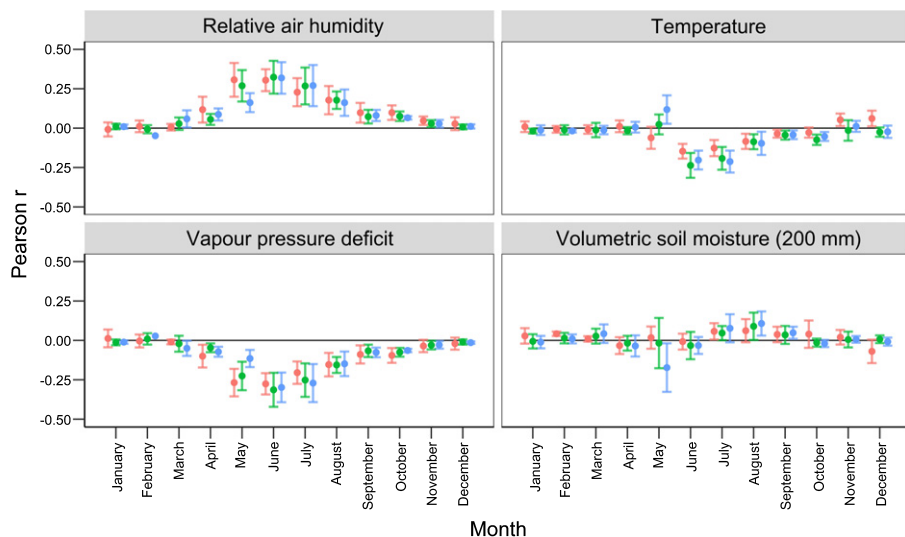 Relative air humidity
Temperature
0.50
0.25
0.00
-0.25
-0.50
Vapour pressure deficit
Volumetric soil moisture (200 mm)
0.50
0.25
0.00
-0.25
-0.50
Pearson r
January
February
March
April
May
June
July
August
September
October
November
December
January
February
March
April
May
June
July
August
September
October
November
December
Month